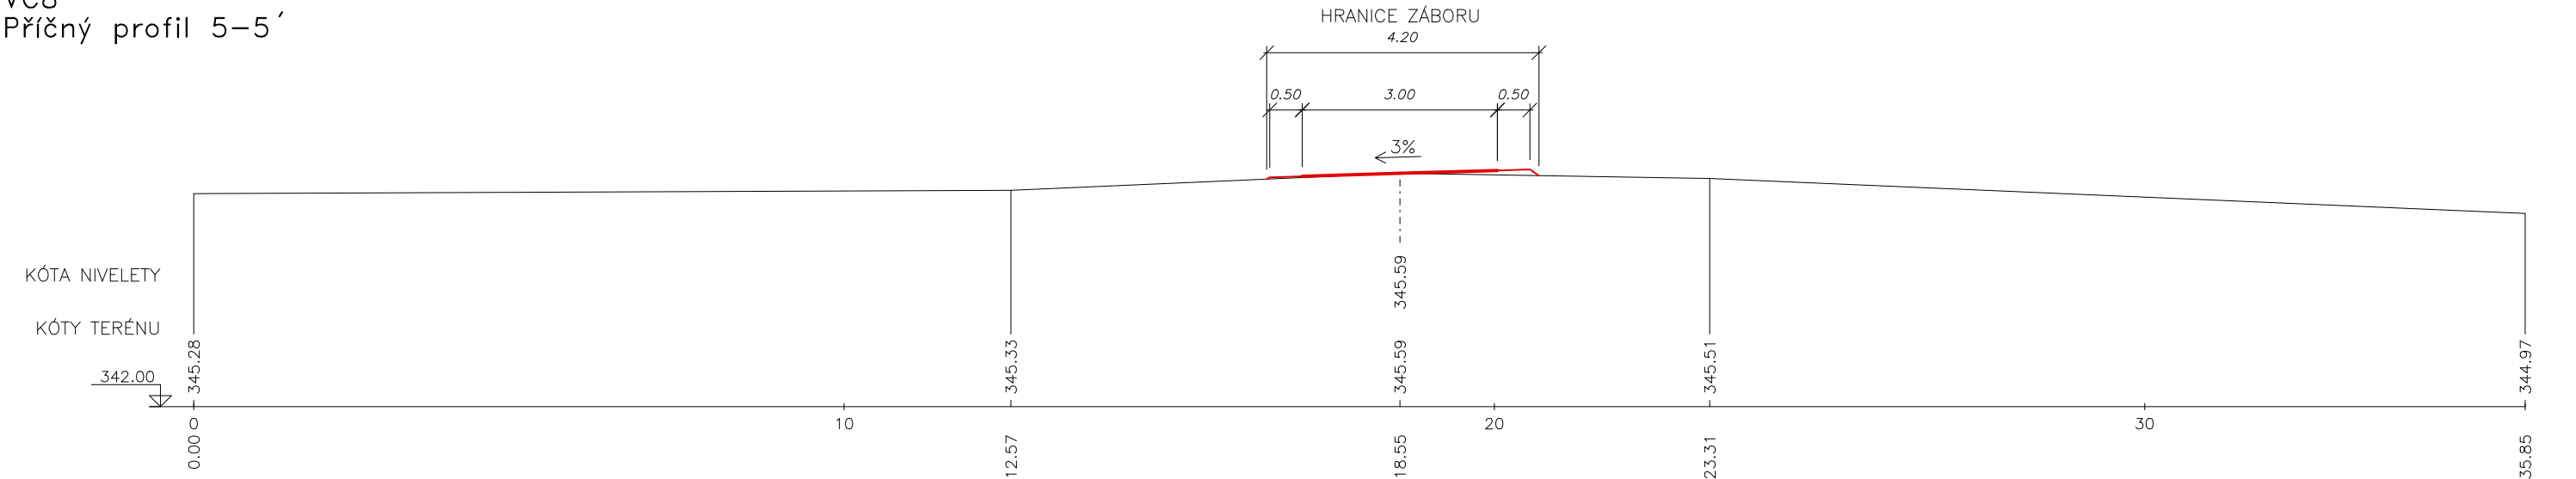 Příčný profil 5-5´
HRANICE ZÁBORU
4.20
0.50 3.00 0.50
3%
KÓTA NIVELETY
345.59
KÓTY TERÉNU
345.28 345.33 345.59 345.51 344.97
342.00
0 10 20 30
0.00 12.57 18.55 23.31 35.85